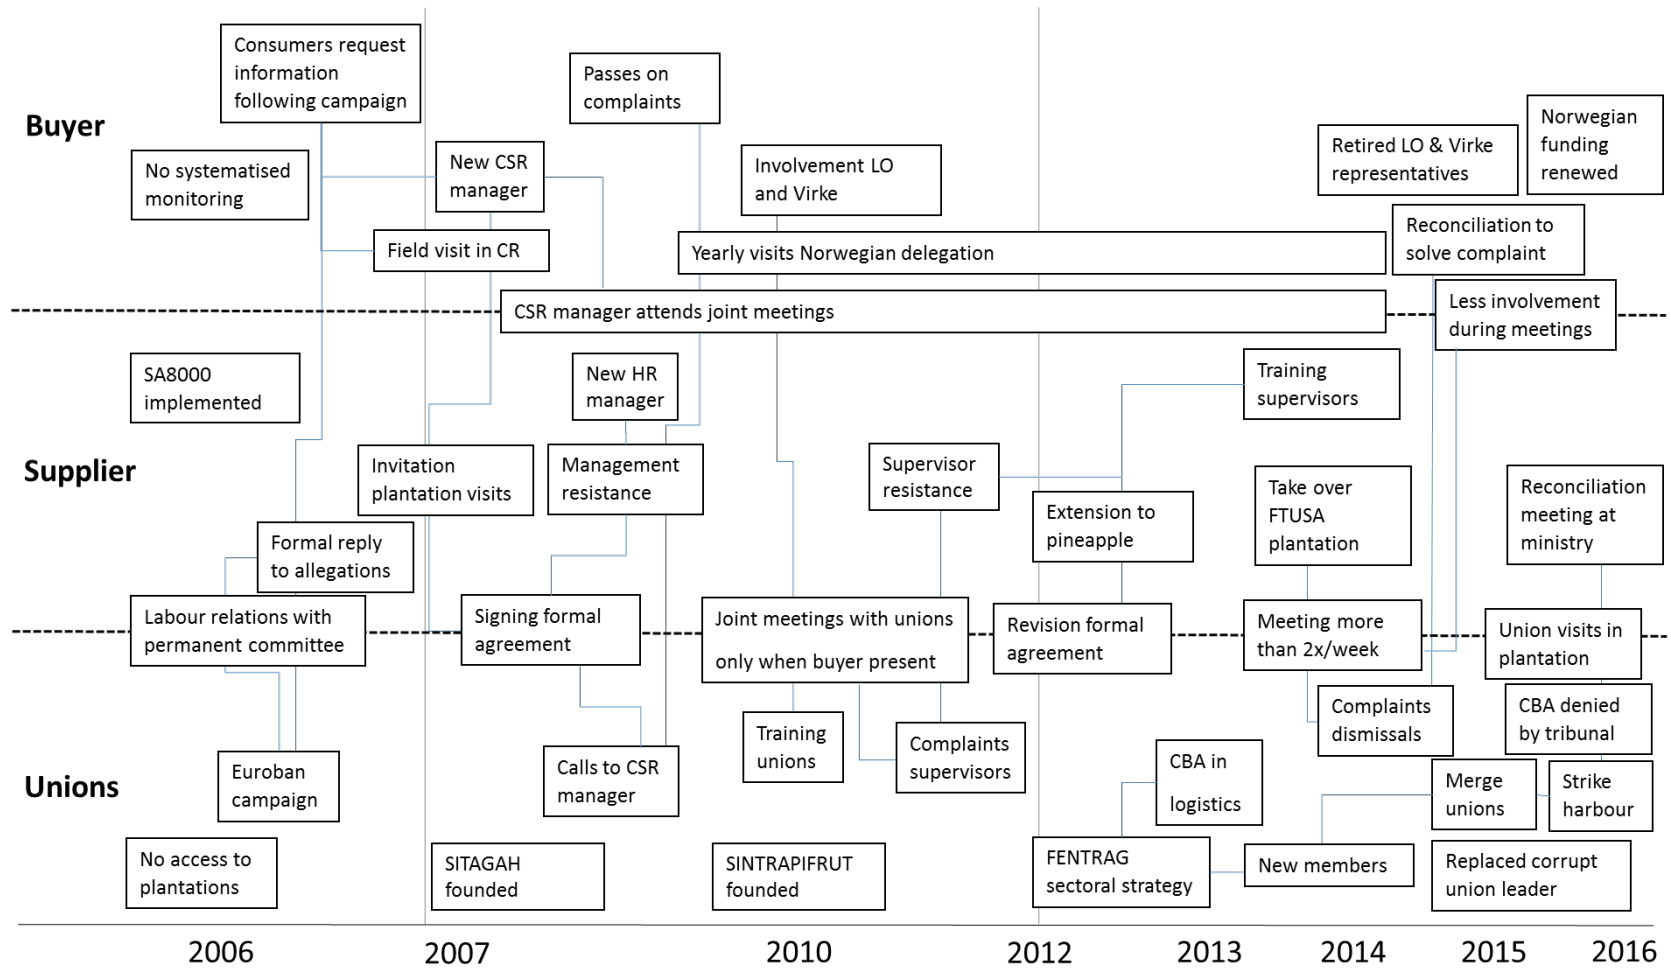 Buyer
Consumers request
information
following campaign
No systematised
monitoring
New CSR
manager
Field visit in CR
Passes on
complaints
Involvement LO
and Virke
Yearly visits Norwegian delegation
CSR manager attends joint meetings
Retired LO & Virke
representatives
Norwegian
funding
renewed
Reconciliation to
solve complaint
Less involvement
during meetings
Supplier
SA8000
implemented
Invitation
plantation visits
New HR
manager
Management
resistance
Formal reply
to allegations
Supervisor
resistance
Training
supervisors
Extension to
pineapple
Take over
FTUSA
plantation
Reconciliation
meeting at
ministry
Labour relations with
permanent committee
Signing formal
agreement
Joint meetings with unions
only when buyer present
Revision formal
agreement
Meeting more
than 2x/week
Union visits in
plantation
Unions
Euroban
campaign
Calls to CSR
manager
Training
unions
Complaints
supervisors
Complaints
dismissals
CBA denied
by tribunal
CBA in
logistics
Merge
unions
Strike
harbour
No access to
plantations
SITAGAH
founded
SINTRAPIFRUT
founded
FENTRAG
sectoral strategy
New members
Replaced corrupt
union leader
2006
2007
2010
2012
2013
2014
2015
2016